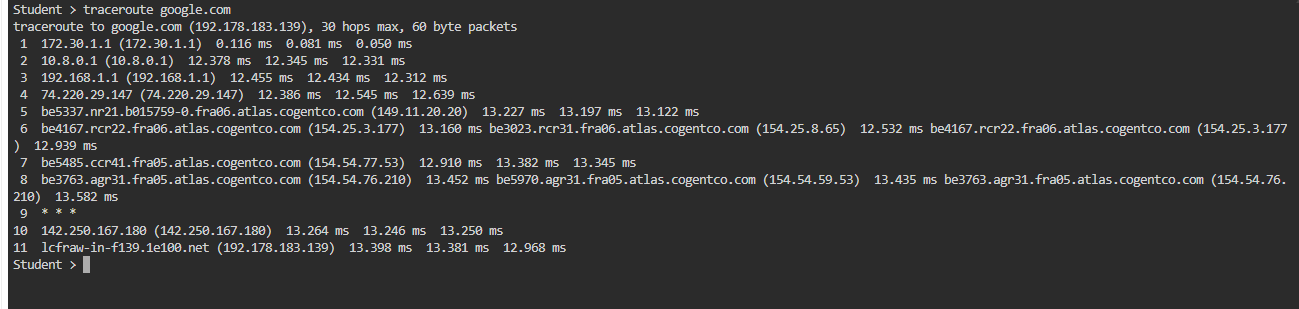 Student > traceroute google.com
traceroute to google.com (192.178.183.139), 30 hops max, 60 byte packets
 1  172.30.1.1 (172.30.1.1)  0.116 ms  0.081 ms  0.050 ms
 2  10.8.0.1 (10.8.0.1)  12.378 ms  12.345 ms  12.331 ms
 3  192.168.1.1 (192.168.1.1)  12.455 ms  12.434 ms  12.312 ms
 4  74.220.29.147 (74.220.29.147)  12.386 ms  12.545 ms  12.639 ms
 5  be5337.nr21.b015759-0.fra06.atlas.cogentco.com (149.11.20.20)  13.227 ms  13.197 ms  13.122 ms
 6  be4167.rcr22.fra06.atlas.cogentco.com (154.25.3.177)  13.160 ms be3023.rcr31.fra06.atlas.cogentco.com (154.25.8.65)  12.532 ms be4167.rcr22.fra06.atlas.cogentco.com (154.25.3.177
)  12.939 ms
 7  be5485.ccr41.fra05.atlas.cogentco.com (154.54.77.53)  12.910 ms  13.382 ms  13.345 ms
 8  be3763.agr31.fra05.atlas.cogentco.com (154.54.76.210)  13.452 ms be5970.agr31.fra05.atlas.cogentco.com (154.54.59.53)  13.435 ms be3763.agr31.fra05.atlas.cogentco.com (154.54.76.
210)  13.582 ms
 9  * * *
10  142.250.167.180 (142.250.167.180)  13.264 ms  13.246 ms  13.250 ms
11  lcfraw-in-f139.1e100.net (192.178.183.139)  13.398 ms  13.381 ms  12.968 ms
Student >